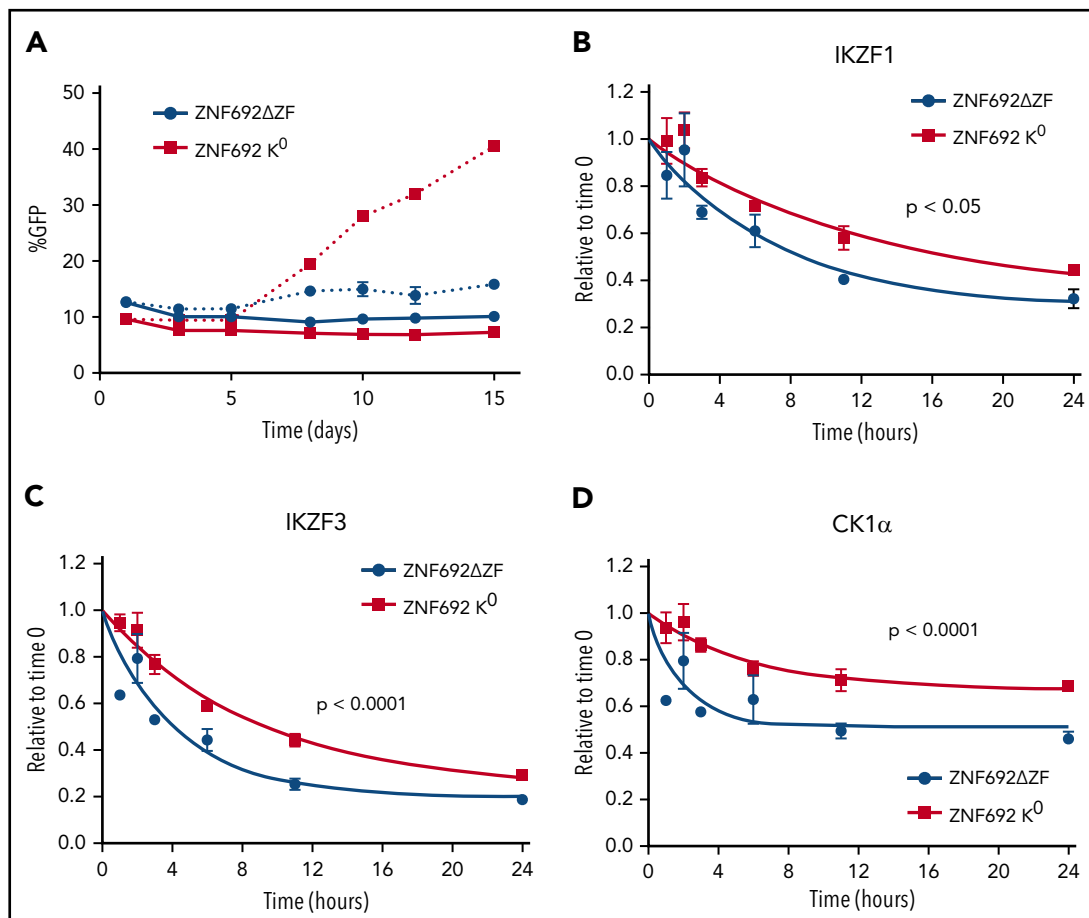 A
50
40
30
20
10
0
%GFP
ZNF692ΔZF
ZNF692 K⁰
0 5 10 15
Time (days)
B
IKZF1
1.2
1.0
0.8
0.6
0.4
0.2
0.0
Relative to time 0
ZNF692ΔZF
ZNF692 K⁰
p < 0.05
0 4 8 12 16 20 24
Time (hours)
C
IKZF3
1.2
1.0
0.8
0.6
0.4
0.2
0.0
Relative to time 0
ZNF692ΔZF
ZNF692 K⁰
p < 0.0001
0 4 8 12 16 20 24
Time (hours)
D
CK1α
1.2
1.0
0.8
0.6
0.4
0.2
0.0
Relative to time 0
p < 0.0001
ZNF692ΔZF
ZNF692 K⁰
0 4 8 12 16 20 24
Time (hours)